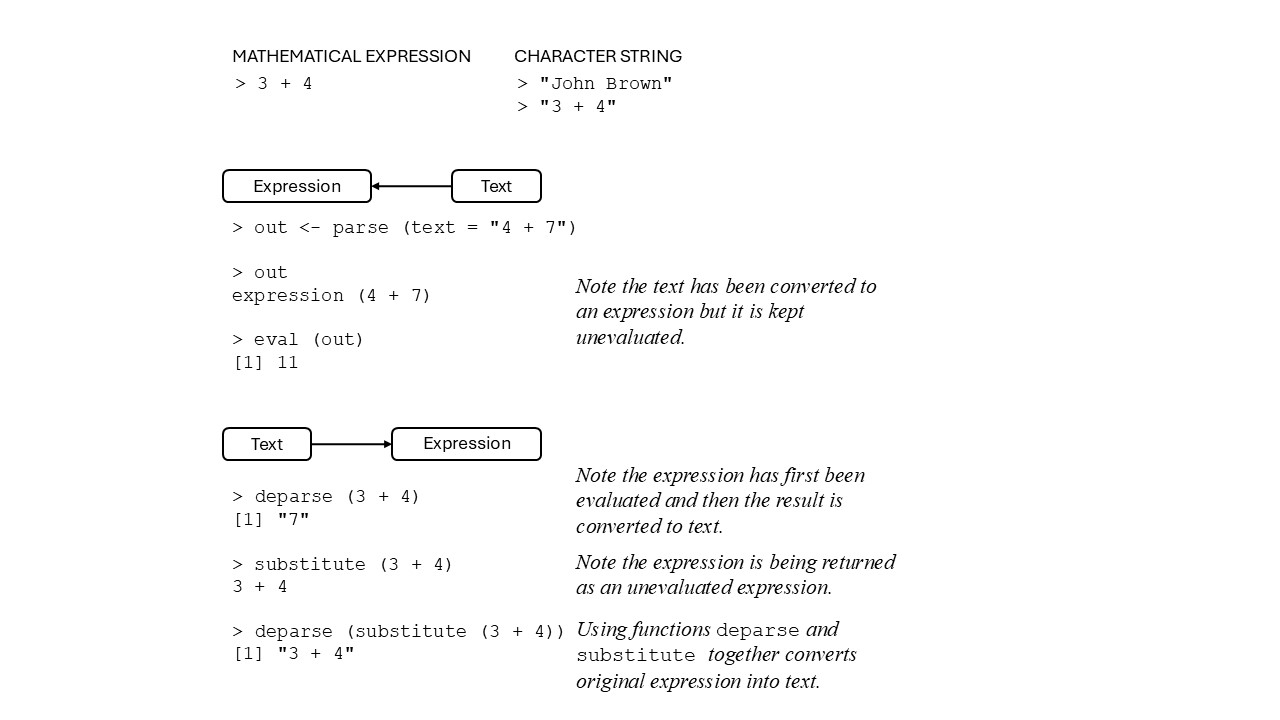 MATHEMATICAL EXPRESSION
> 3 + 4
CHARACTER STRING
> "John Brown"
> "3 + 4"
Expression
Text
> out <- parse (text = "4 + 7")
> out
expression (4 + 7)
> eval (out)
[1] 11
Note the text has been converted to
an expression but it is kept
unevaluated.
Text
Expression
> deparse (3 + 4)
[1] "7"
Note the expression has first been
evaluated and then the result is
converted to text.
> substitute (3 + 4)
3 + 4
Note the expression is being returned
as an unevaluated expression.
> deparse (substitute (3 + 4))
[1] "3 + 4"
Using functions deparse and
substitute together converts
original expression into text.